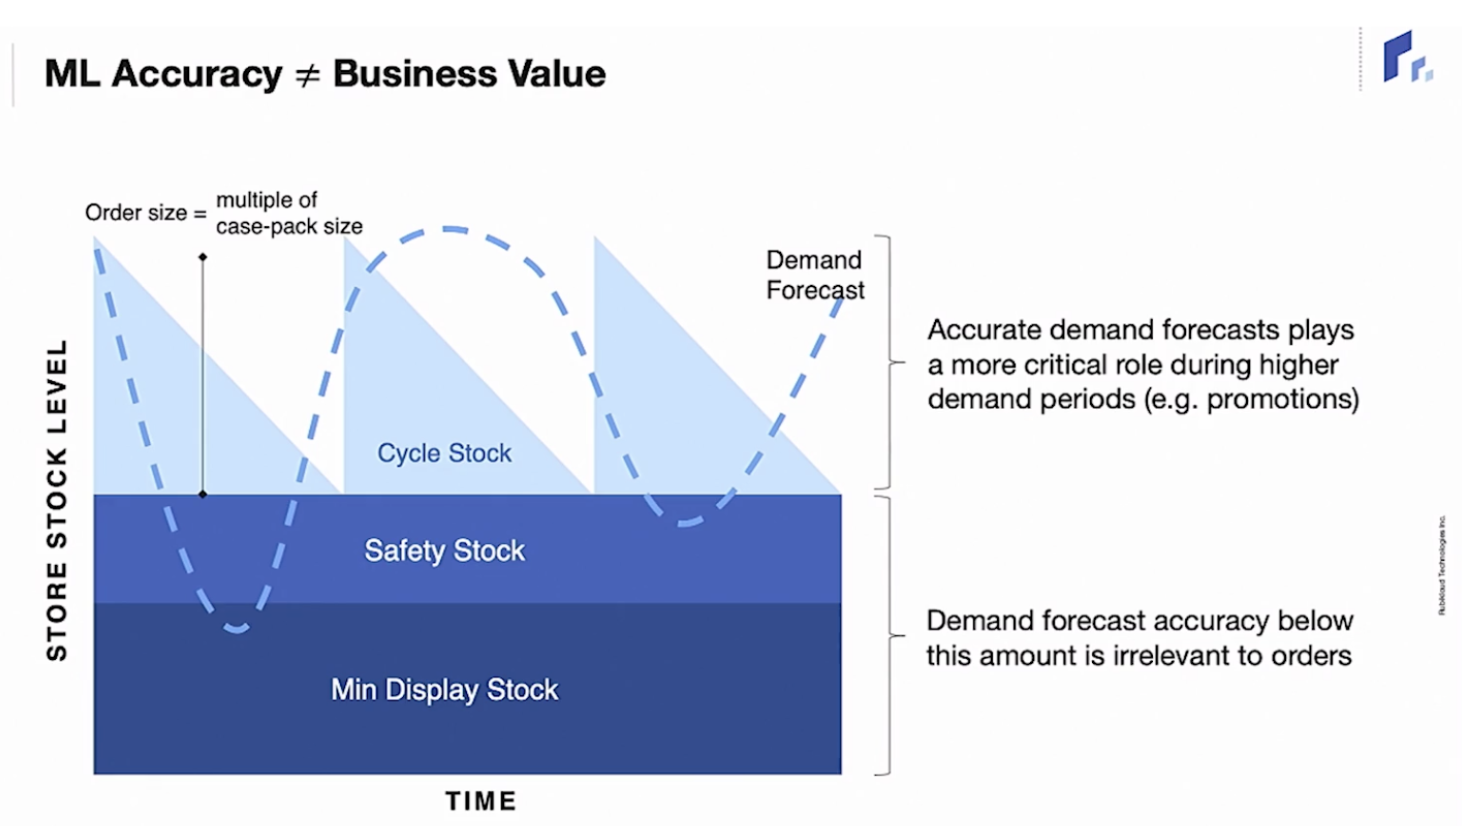 ML Accuracy ≠ Business Value
Order size = multiple of
case-pack size
Demand
Forecast
Accurate demand forecasts plays
a more critical role during higher
demand periods (e.g. promotions)
Cycle Stock
Safety Stock
Demand forecast accuracy below
this amount is irrelevant to orders
Min Display Stock
STORE STOCK LEVEL
TIME
Rubikloud Technologies Inc.